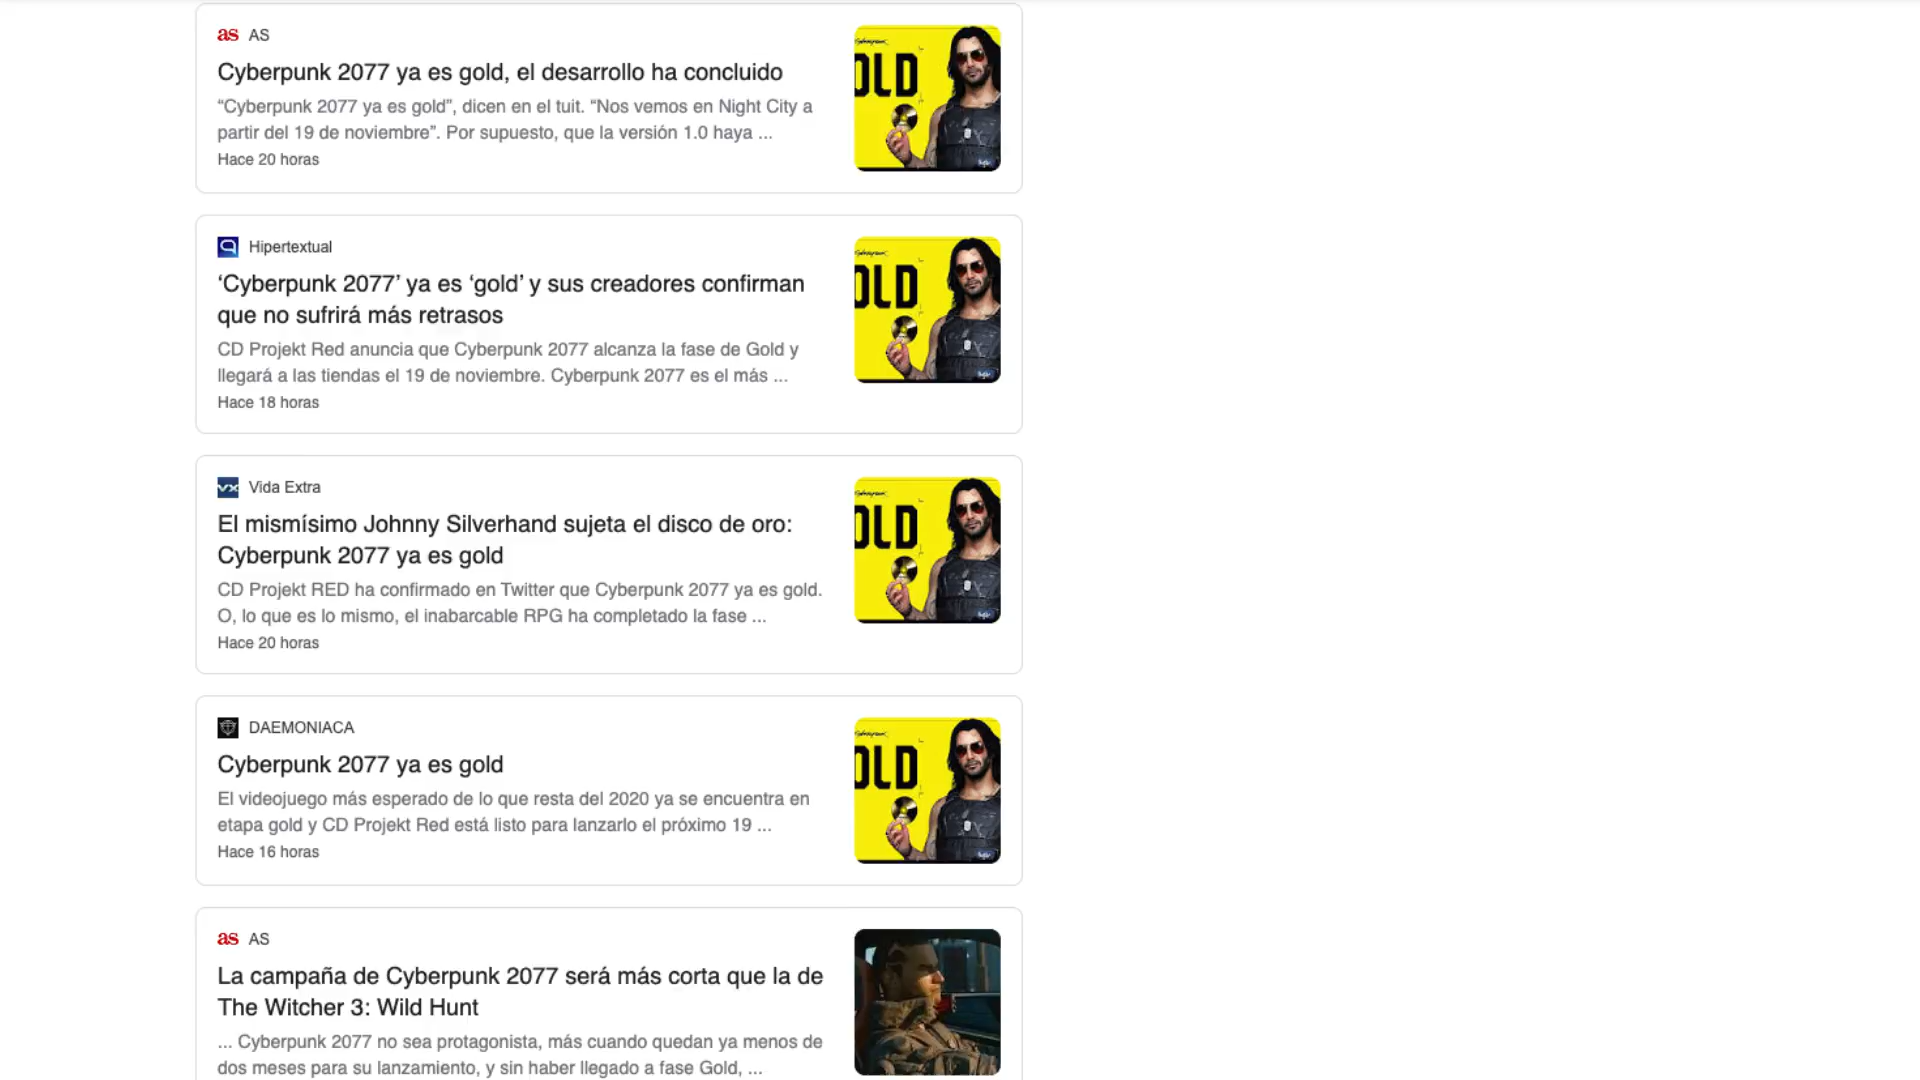 as AS
Cyberpunk 2077 ya es gold, el desarrollo ha concluido
“Cyberpunk 2077 ya es gold”, dicen en el tuit. “Nos vemos en Night City a
partir del 19 de noviembre”. Por supuesto, que la versión 1.0 haya ...
Hace 20 horas
OLD
Hipertextual
‘Cyberpunk 2077’ ya es ‘gold’ y sus creadores confirman
que no sufrirá más retrasos
CD Projekt Red anuncia que Cyberpunk 2077 alcanza la fase de Gold y
llegará a las tiendas el 19 de noviembre. Cyberpunk 2077 es el más ...
Hace 18 horas
OLD
VX Vida Extra
El mismísimo Johnny Silverhand sujeta el disco de oro:
Cyberpunk 2077 ya es gold
CD Projekt RED ha confirmado en Twitter que Cyberpunk 2077 ya es gold.
O, lo que es lo mismo, el inabarcable RPG ha completado la fase ...
Hace 20 horas
OLD
DAEMONIACA
Cyberpunk 2077 ya es gold
El videojuego más esperado de lo que resta del 2020 ya se encuentra en
etapa gold y CD Projekt Red está listo para lanzarlo el próximo 19 ...
Hace 16 horas
OLD
as AS
La campaña de Cyberpunk 2077 será más corta que la de
The Witcher 3: Wild Hunt
... Cyberpunk 2077 no sea protagonista, más cuando quedan ya menos de
dos meses para su lanzamiento, y sin haber llegado a fase Gold, ...